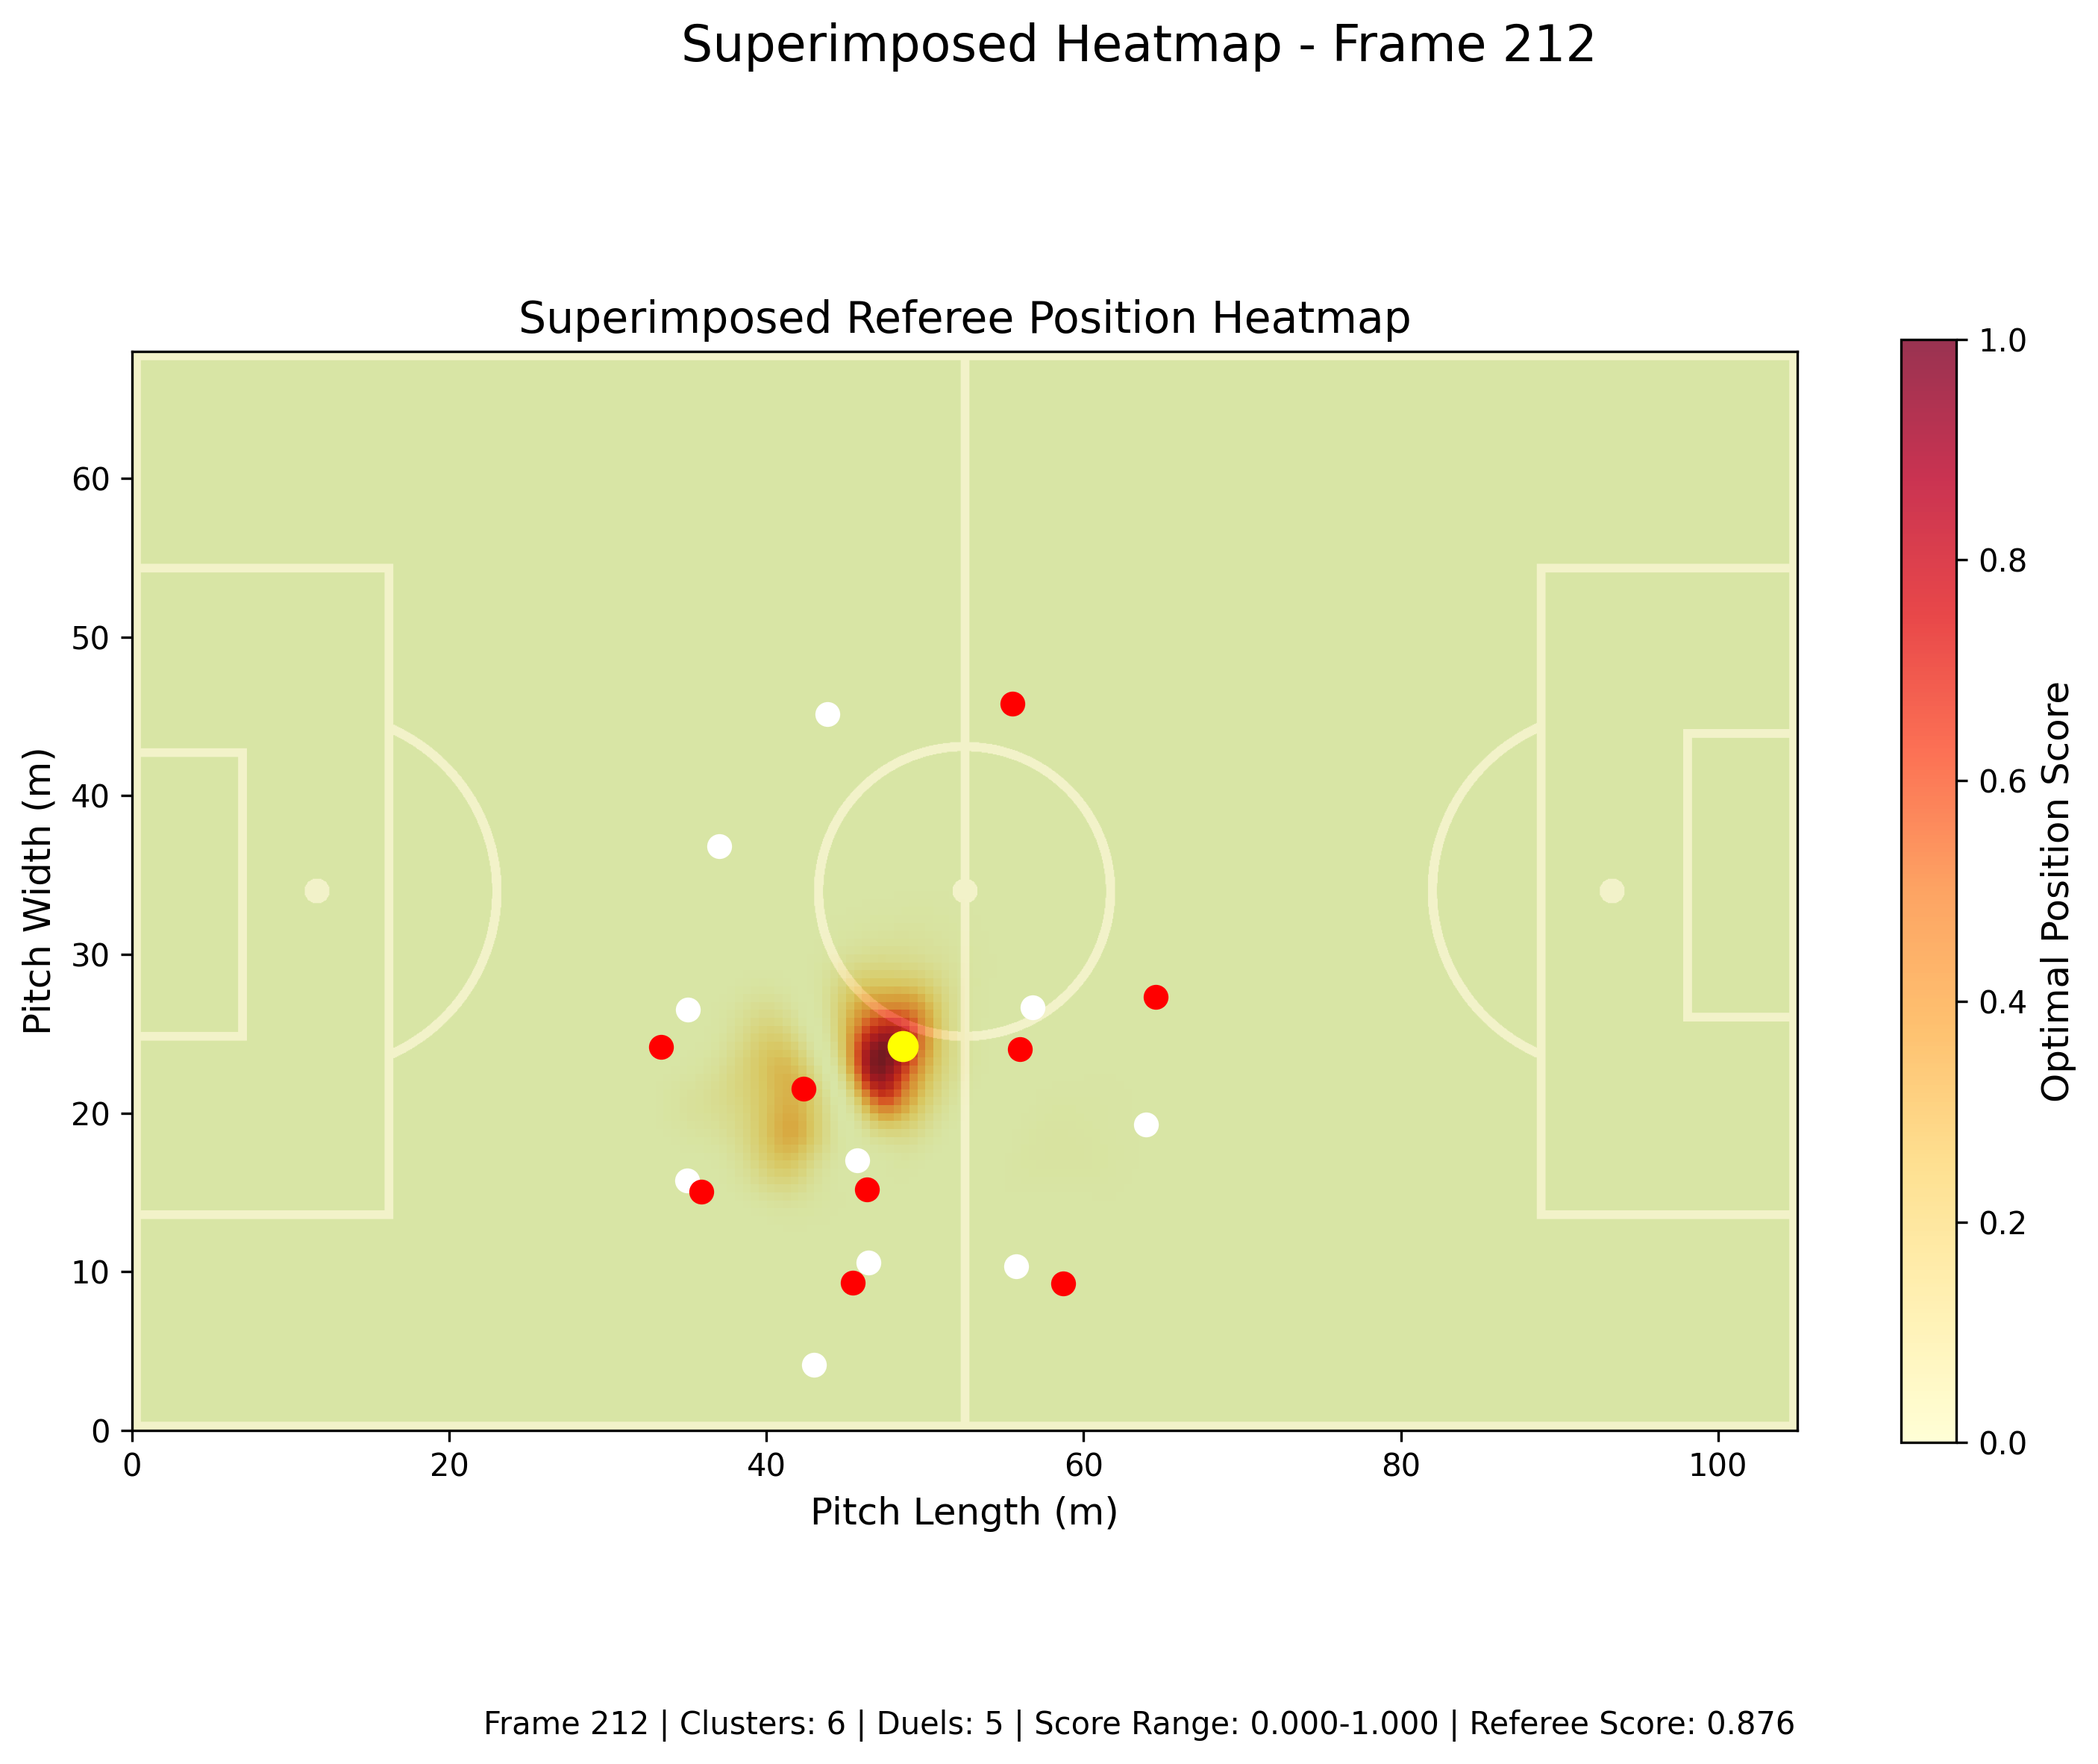 Superimposed Heatmap - Frame 212
Superimposed Referee Position Heatmap
Pitch Width (m)
60
50
40
30
20
10
0
0 20 40 60 80 100
Pitch Length (m)
1.0
0.8
0.6
0.4
0.2
0.0
Optimal Position Score
Frame 212 | Clusters: 6 | Duels: 5 | Score Range: 0.000-1.000 | Referee Score: 0.876